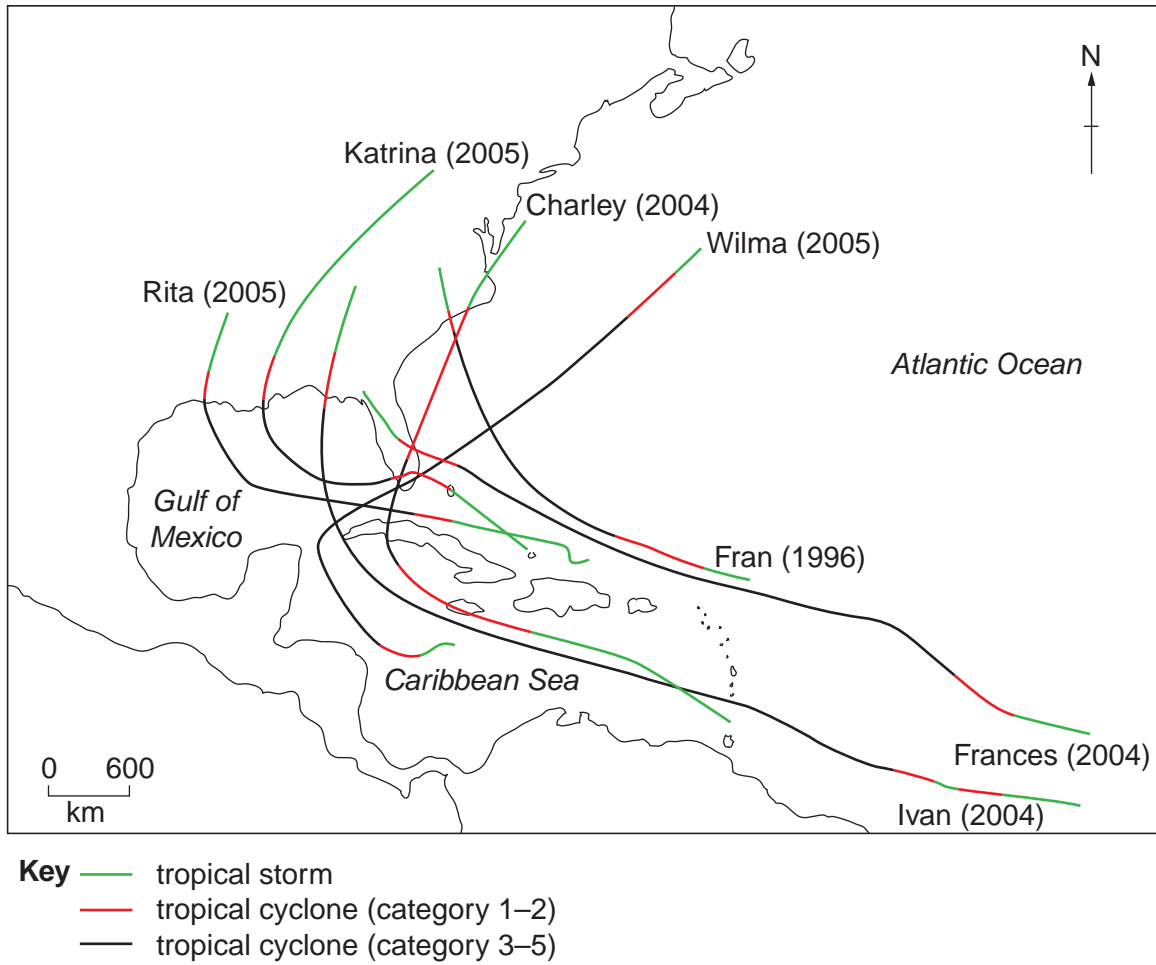 N
Katrina (2005)
Charley (2004)
Wilma (2005)
Rita (2005)
Atlantic Ocean
Gulf of
Mexico
Fran (1996)
Caribbean Sea
Frances (2004)
Ivan (2004)
0 600
km
Key
tropical storm
tropical cyclone (category 1–2)
tropical cyclone (category 3–5)